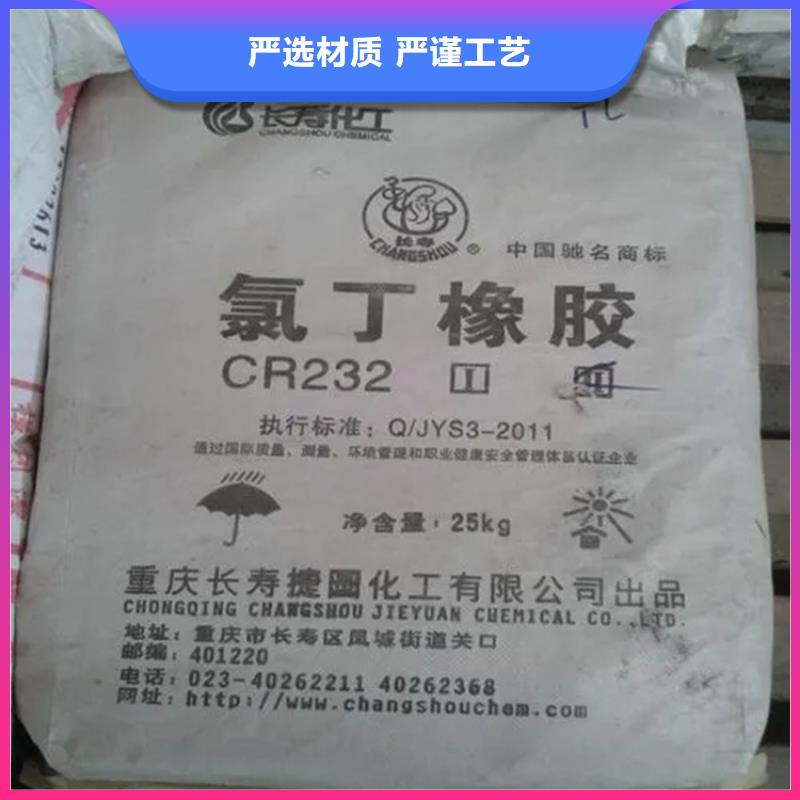 严选材质 严谨工艺
长寿化工
CHANGSHOU CHEMICAL
TL
长寿
CHANGSHOU ® 中国驰名商标
氯丁橡胶
CR232 I II
执行标准：Q/JYS3-2011
通过国际质量、测量、环境管理和职业健康安全管理体系认证企业
净含量：25kg
重庆长寿捷圆化工有限公司出品
CHONGQING CHANGSHOU JIEYUAN CHEMICAL CO.,LTD.
地址：重庆市长寿区凤城街道关口
邮编：401220
电话：023-40262211 40262368
网址：http://www.changshouchem.com